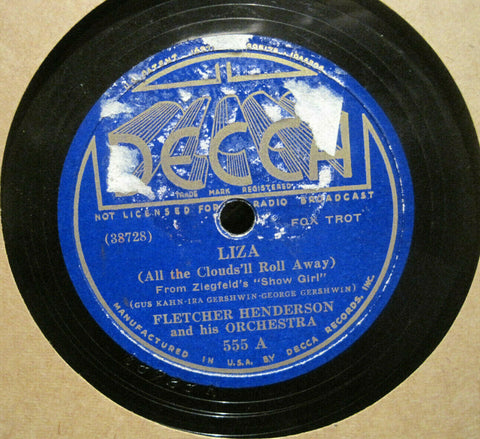 DECCA
TRADE MARK REGISTERED
NOT LICENSED FOR RADIO BROADCAST
FOX TROT
(38728)
LIZA
(All the Clouds'll Roll Away)
From Ziegfeld's "Show Girl"
(GUS KAHN-IRA GERSHWIN-GEORGE GERSHWIN)
FLETCHER HENDERSON
and his ORCHESTRA
555 A
MANUFACTURED IN U.S.A. BY DECCA RECORDS, INC.